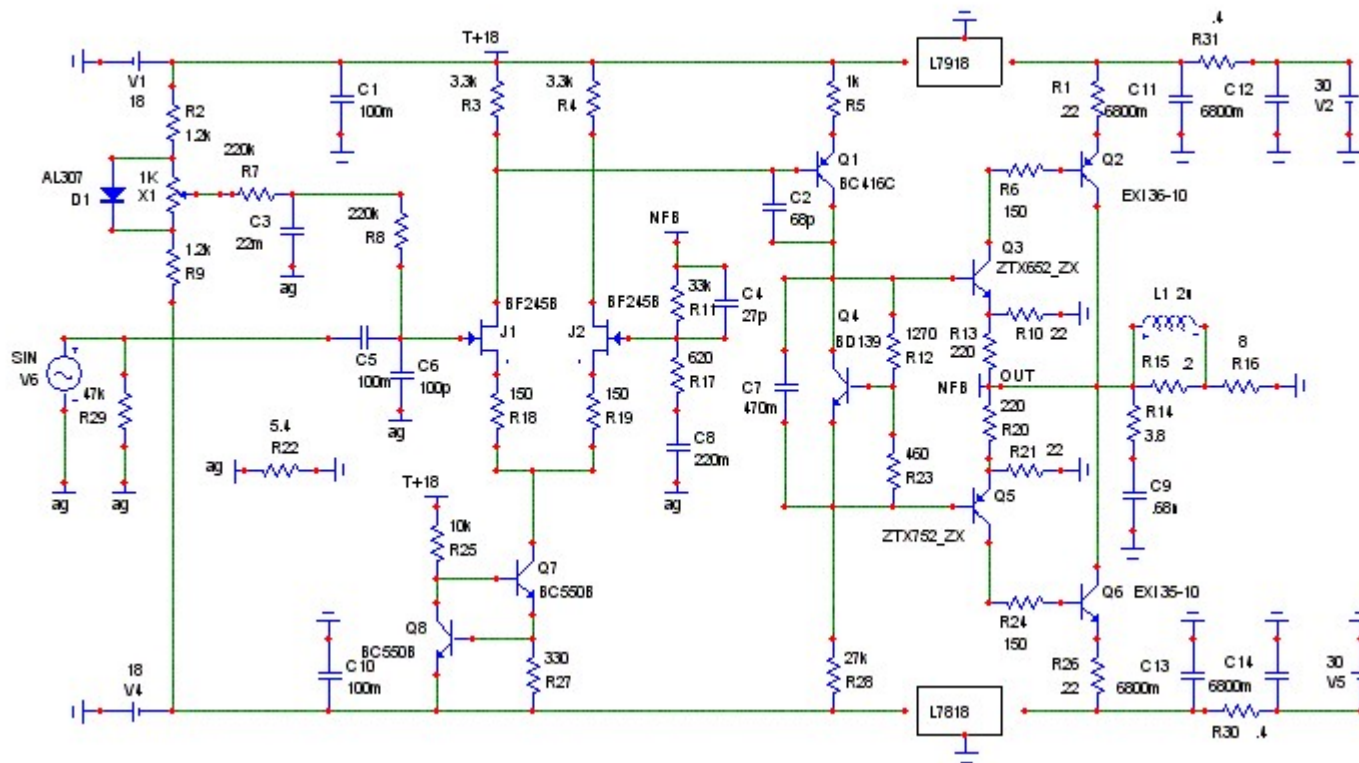 T+18
V1
18
C1
100m
3.3k
R3
3.3k
R4
1k
R5
L7918
.4
R31
R1
.22
C11
6800m
C12
6800m
30
V2
R2
1.2k
AL307
D1
1K
X1
220k
R7
C3
22m
220k
R8
ag
1.2k
R9
Q1
BC416C
C2
68p
R6
150
Q2
EX136-10
NFB
33k
R11
C4
27p
Q3
ZTX652_ZX
BF245B
J1
BF245B
J2
SIN
V6
47k
R29
C5
100m
C6
100p
ag
150
R18
150
R19
620
R17
C8
220m
ag
Q4
BD139
C7
470m
1270
R12
460
R23
R13
220
R10
22
NFB
OUT
220
R20
R21
22
L1 2u
R15
.2
8
R16
R14
3.8
C9
.68u
ag
ag
5.4
ag
R22
T+18
10k
R25
Q7
BC550B
Q8
BC550B
330
R27
Q5
ZTX752_ZX
R24
150
Q6
EX135-10
18
V4
C10
100m
27k
R28
L7818
R26
.22
C13
6800m
C14
6800m
30
V5
R30
.4